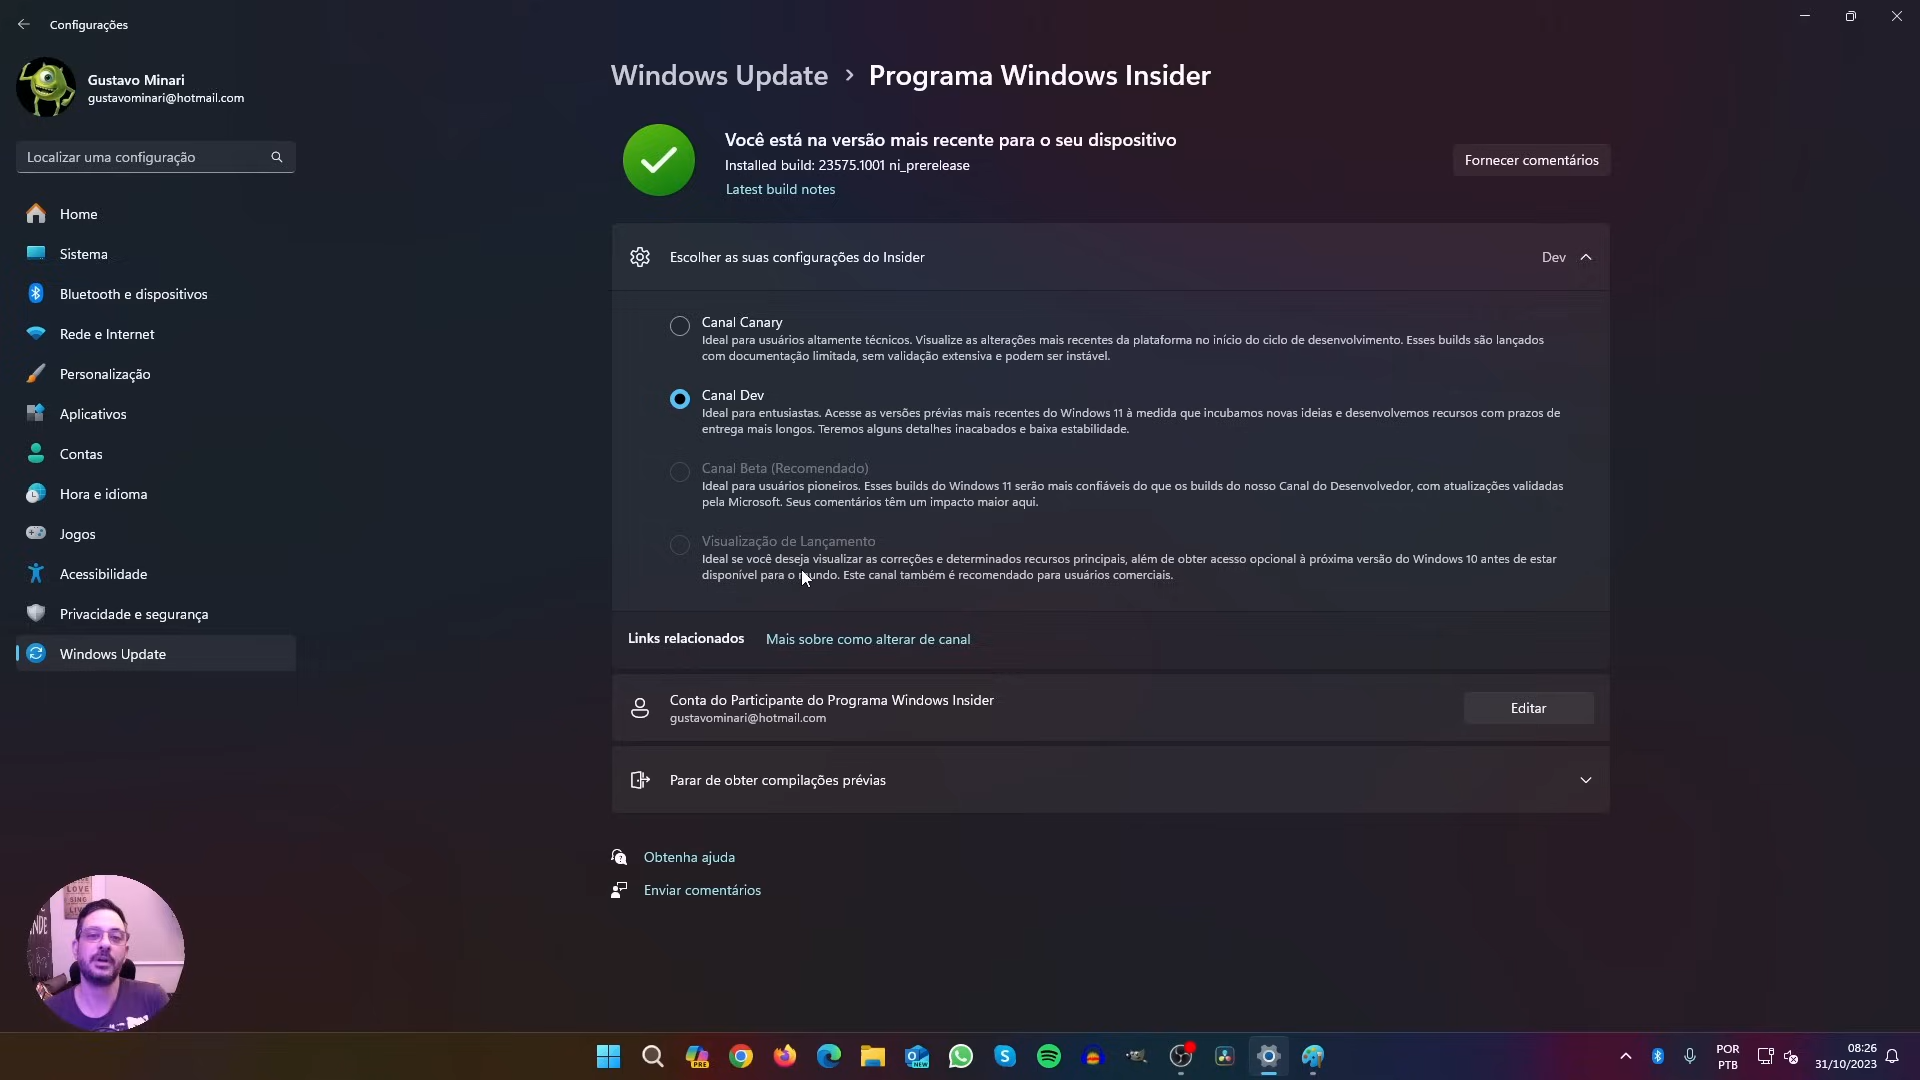 Configurações
Gustavo Minari
gustavominari@hotmail.com
Localizar uma configuração
Home
Sistema
Bluetooth e dispositivos
Rede e Internet
Personalização
Aplicativos
Contas
Hora e idioma
Jogos
Acessibilidade
Privacidade e segurança
Windows Update
Windows Update › Programa Windows Insider
Você está na versão mais recente para o seu dispositivo
Installed build: 23575.1001 ni_prerelease
Latest build notes
Fornecer comentários
Escolher as suas configurações do Insider
Dev
Canal Canary
Ideal para usuários altamente técnicos. Visualize as alterações mais recentes da plataforma no início do ciclo de desenvolvimento. Esses builds são lançados
com documentação limitada, sem validação extensiva e podem ser instável.
Canal Dev
Ideal para entusiastas. Acesse as versões prévias mais recentes do Windows 11 à medida que incubamos novas ideias e desenvolvemos recursos com prazos de
entrega mais longos. Teremos alguns detalhes inacabados e baixa estabilidade.
Canal Beta (Recomendado)
Ideal para usuários pioneiros. Esses builds do Windows 11 serão mais confiáveis do que os builds do nosso Canal do Desenvolvedor, com atualizações validadas
pela Microsoft. Seus comentários têm um impacto maior aqui.
Visualização de Lançamento
Ideal se você deseja visualizar as correções e determinados recursos principais, além de obter acesso opcional à próxima versão do Windows 10 antes de estar
disponível para o mundo. Este canal também é recomendado para usuários comerciais.
Links relacionados
Mais sobre como alterar de canal
Conta do Participante do Programa Windows Insider
gustavominari@hotmail.com
Editar
Parar de obter compilações prévias
Obtenha ajuda
Enviar comentários
LOVE
SING
LIVE
NDE
PRE
NEW
POR
PTB
08:26
31/10/2023